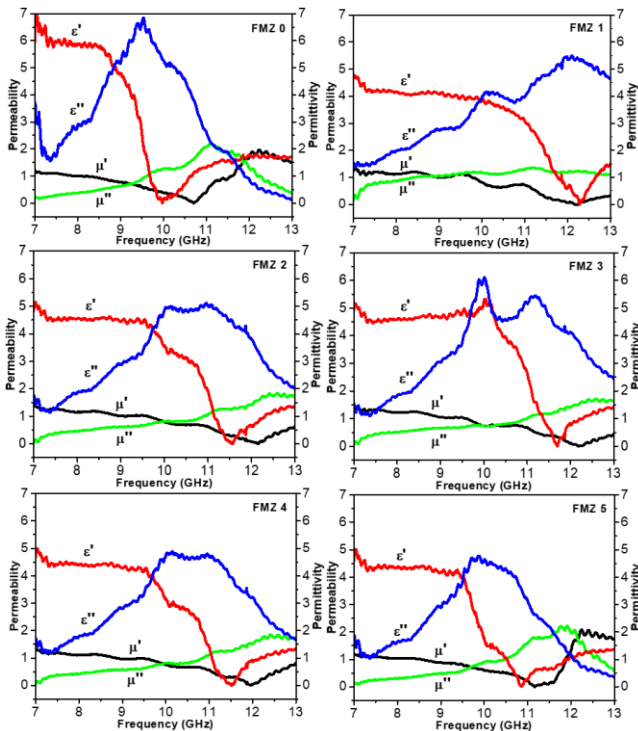 FMZ 0
ε'
ε''
μ'
μ''
Permeability
Permittivity
0 1 2 3 4 5 6 7
0 1 2 3 4 5 6 7
7 8 9 10 11 12 13
Frequency (GHz)
FMZ 1
ε'
ε''
μ'
μ''
Permeability
Permittivity
0 1 2 3 4 5 6 7
0 1 2 3 4 5 6 7
7 8 9 10 11 12 13
Frequency (GHz)
FMZ 2
ε'
ε''
μ'
μ''
Permeability
Permittivity
0 1 2 3 4 5 6 7
0 1 2 3 4 5 6 7
7 8 9 10 11 12 13
Frequency (GHz)
FMZ 3
ε'
ε''
μ'
μ''
Permeability
Permittivity
0 1 2 3 4 5 6 7
0 1 2 3 4 5 6 7
7 8 9 10 11 12 13
Frequency (GHz)
FMZ 4
ε'
ε''
μ'
μ''
Permeability
Permittivity
0 1 2 3 4 5 6 7
0 1 2 3 4 5 6 7
7 8 9 10 11 12 13
Frequency (GHz)
FMZ 5
ε'
ε''
μ'
μ''
Permeability
Permittivity
0 1 2 3 4 5 6 7
0 1 2 3 4 5 6 7
7 8 9 10 11 12 13
Frequency (GHz)